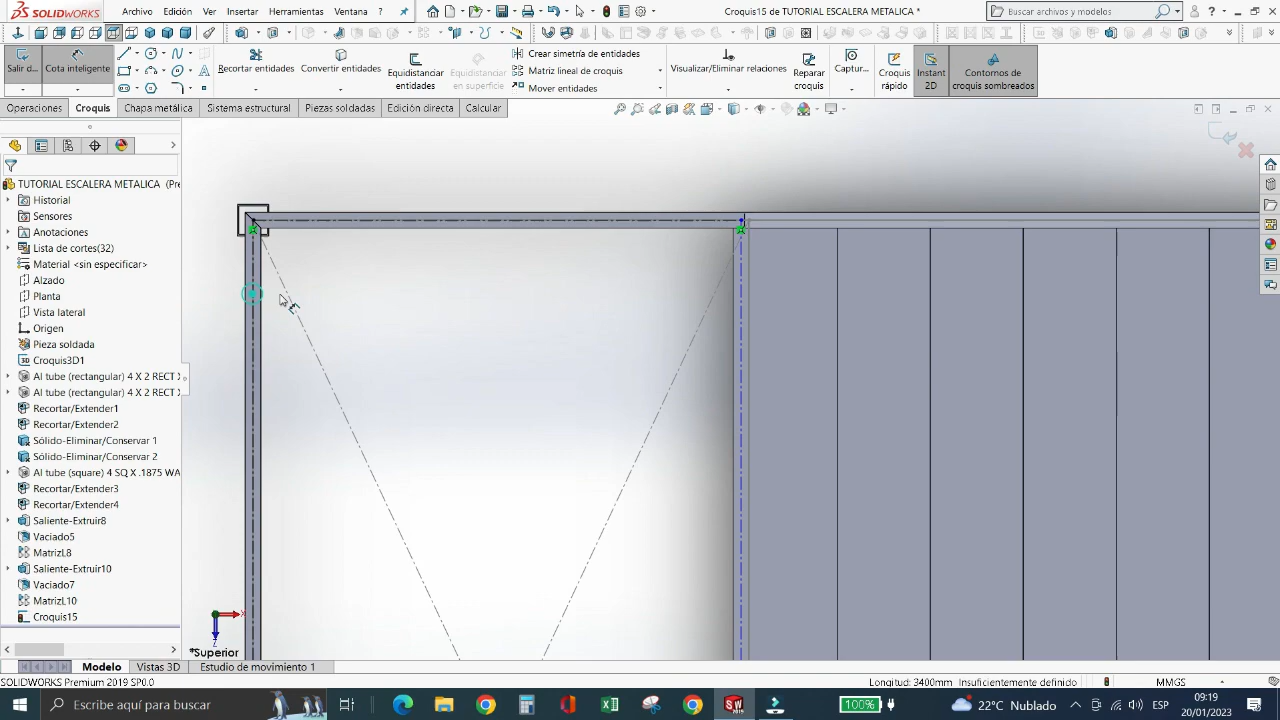 SOLIDWORKS
Archivo Edición Ver Insertar Herramientas Ventana ?
Croquis15 de TUTORIAL ESCALERA METALICA *
Buscar archivos y modelos
Salir d...
Cota inteligente
Recortar entidades
Convertir entidades
Equidistanciar entidades
Equidistanciar en superficie
Crear simetría de entidades
Matriz lineal de croquis
Mover entidades
Visualizar/Eliminar relaciones
Reparar croquis
Captur...
Croquis rápido
Instant 2D
Contornos de croquis sombreados
Operaciones Croquis Chapa metálica Sistema estructural Piezas soldadas Edición directa Calcular
TUTORIAL ESCALERA METALICA (Pre
Historial
Sensores
Anotaciones
Lista de cortes(32)
Material <sin especificar>
Alzado
Planta
Vista lateral
Origen
Pieza soldada
Croquis3D1
Al tube (rectangular) 4 X 2 RECT X
Al tube (rectangular) 4 X 2 RECT X
Recortar/Extender1
Recortar/Extender2
Sólido-Eliminar/Conservar 1
Sólido-Eliminar/Conservar 2
Al tube (square) 4 SQ X .1875 WA
Recortar/Extender3
Recortar/Extender4
Saliente-Extruir8
Vaciado5
MatrizL8
Saliente-Extruir10
Vaciado7
MatrizL10
Croquis15
X
Z
*Superior
Modelo Vistas 3D Estudio de movimiento 1
SOLIDWORKS Premium 2019 SP0.0
Longitud: 3400mm Insuficientemente definido MMGS
Escribe aquí para buscar
100%
22°C Nublado
ESP
09:19
20/01/2023